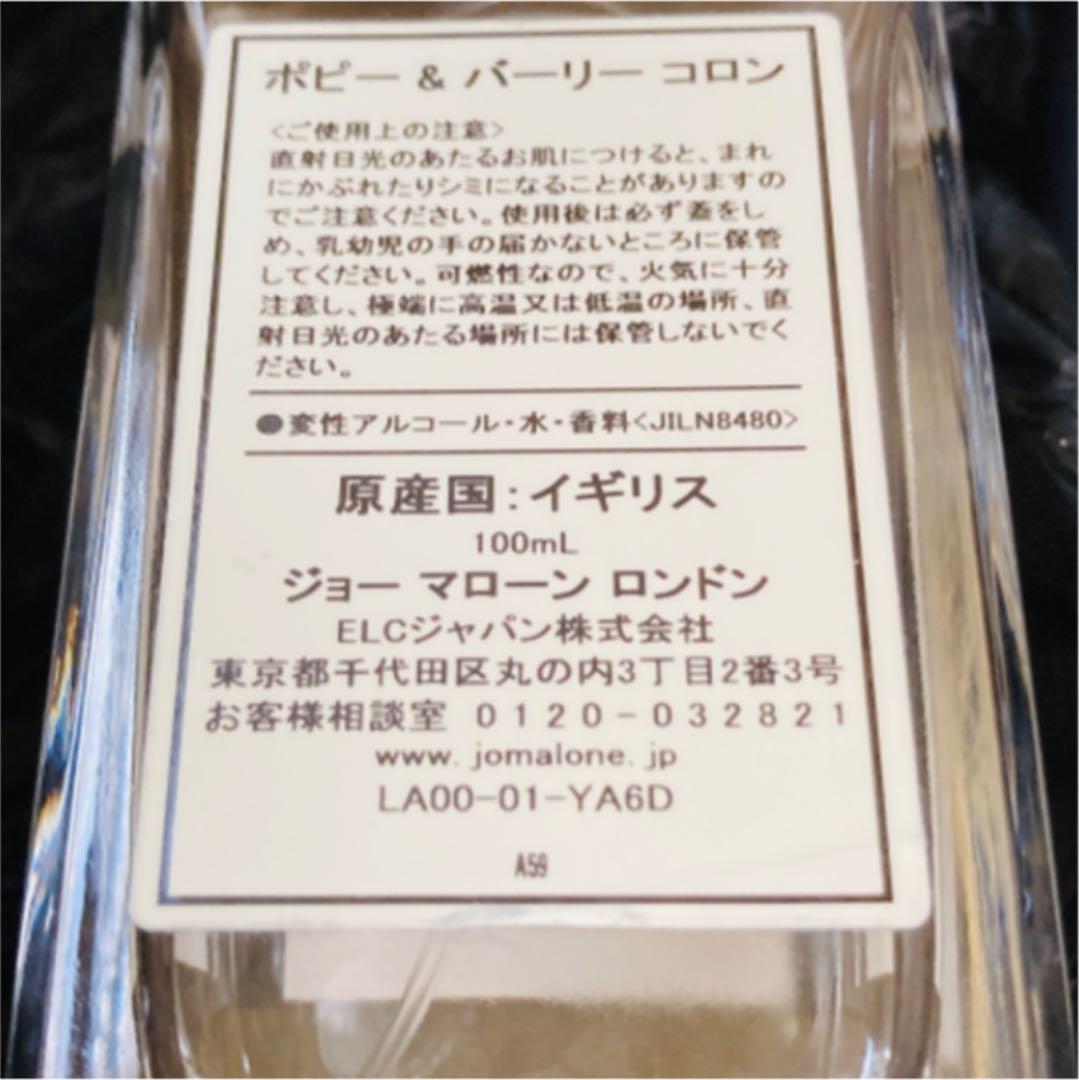 ポピー & バーリー コロン
<ご使用上の注意>
直射日光のあたるお肌につけると、まれ
にかぶれたりシミになることがありますの
でご注意ください。使用後は必ず蓋をし
め、乳幼児の手の届かないところに保管
してください。可燃性なので、火気に十分
注意し、極端に高温又は低温の場所、直
射日光のあたる場所には保管しないでく
ださい。
●変性アルコール・水・香料<JILN8480>
原産国:イギリス
100mL
ジョー マローン ロンドン
ELCジャパン株式会社
東京都千代田区丸の内3丁目2番3号
お客様相談室 0120-032821
www.jomalone.jp
LA00-01-YA6D
A59